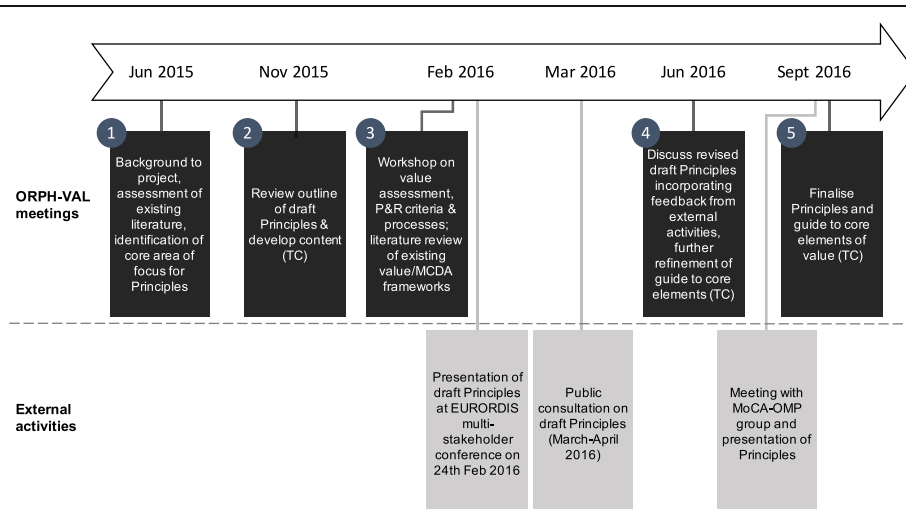 Jun 2015
Nov 2015
Feb 2016
Mar 2016
Jun 2016
Sept 2016
ORPH-VAL
meetings
1
Background to
project,
assessment of
existing
literature,
identification of
core area of
focus for
Principles
2
Review outline
of draft
Principles &
develop content
(TC)
3
Workshop on
value
assessment,
P&R criteria &
processes;
literature review
of existing
value/MCDA
frameworks
4
Discuss revised
draft Principles
incorporating
feedback from
external
activities,
further
refinement of
guide to core
elements (TC)
5
Finalise
Principles and
guide to core
elements of
value (TC)
External
activities
Presentation of
draft Principles
at EURORDIS
multi-
stakeholder
conference on
24th Feb 2016
Public
consultation on
draft Principles
(March-April
2016)
Meeting with
MoCA-OMP
group and
presentation of
Principles